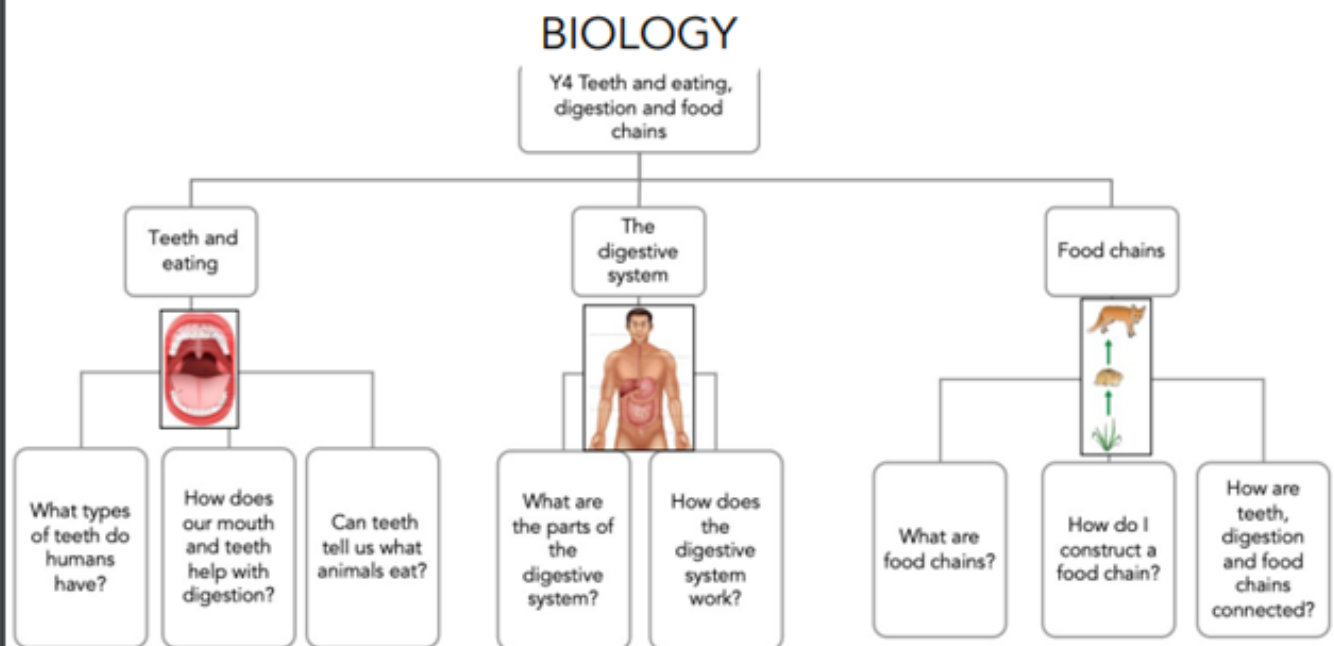 BIOLOGY
Y4 Teeth and eating,
digestion and food
chains
Teeth and
eating
The
digestive
system
Food chains
What types
of teeth do
humans
have?
How does
our mouth
and teeth
help with
digestion?
Can teeth
tell us what
animals eat?
What are
the parts of
the
digestive
system?
How does
the
digestive
system
work?
What are
food chains?
How do I
construct a
food chain?
How are
teeth,
digestion
and food
chains
connected?